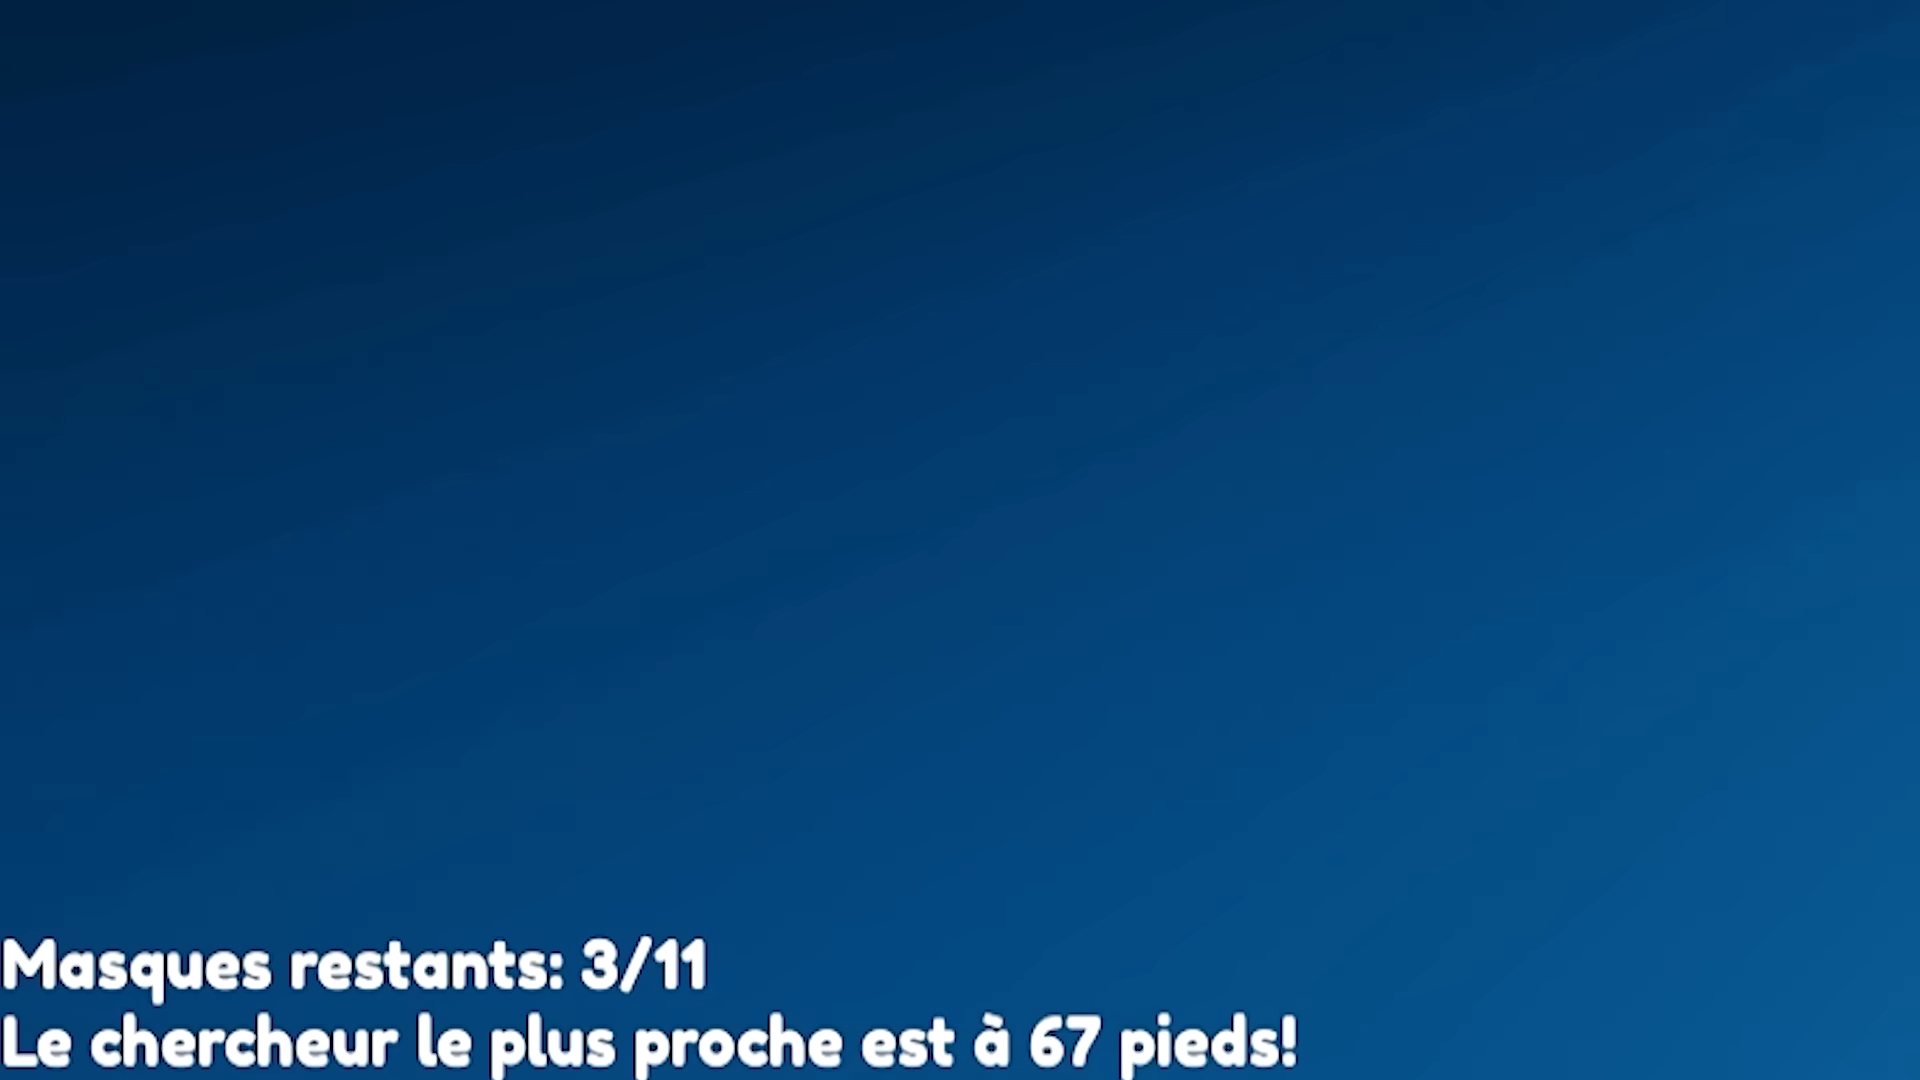 Masques restants: 3/11
Le chercheur le plus proche est à 67 pieds!